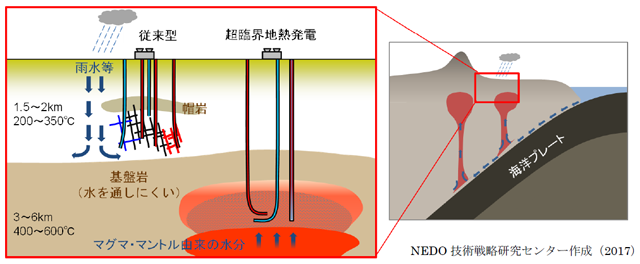 従来型
超臨界地熱発電
雨水等
1.5～2km
200～350℃
帽岩
基盤岩
(水を通しにくい)
3～6km
400～600℃
マグマ・マントル由来の水分
海洋プレート
NEDO 技術戦略研究センター作成（2017）